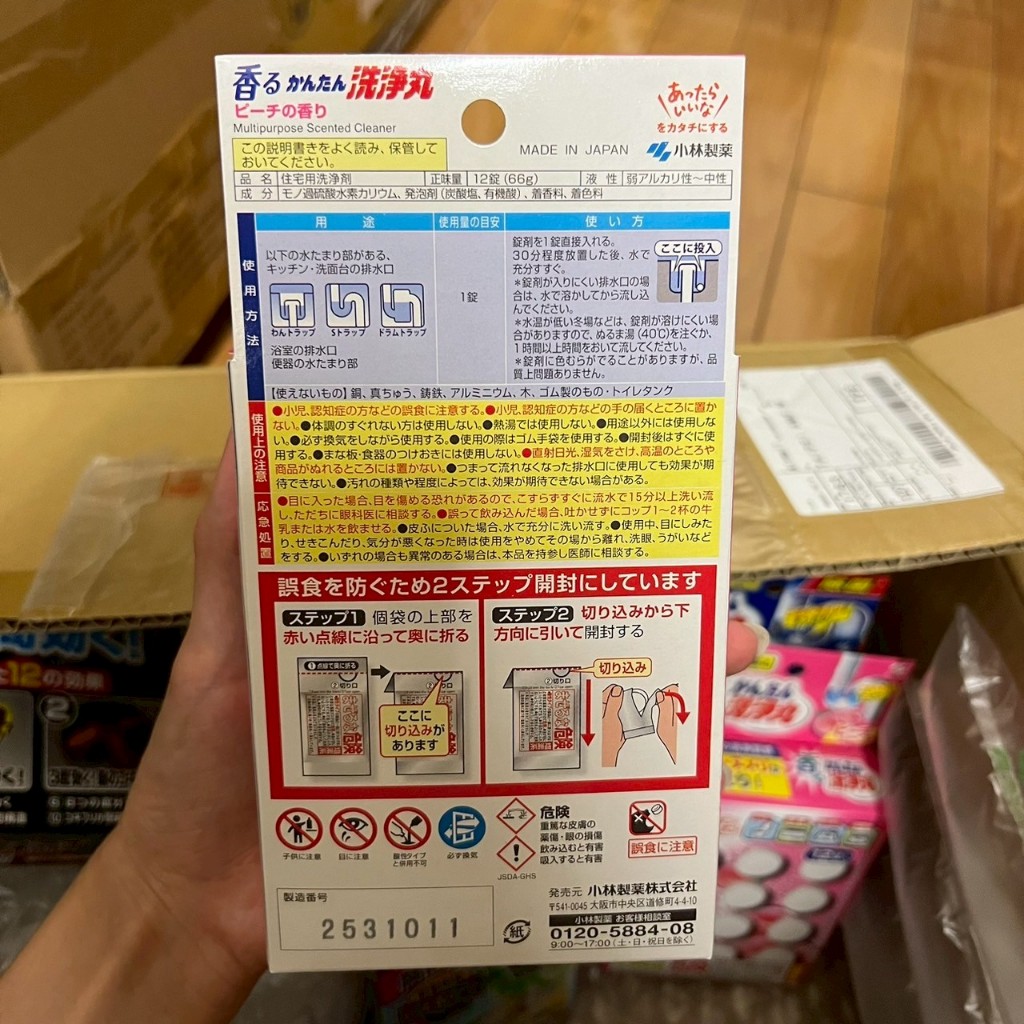 香る かんたん 洗浄丸
ピーチの香り
Multipurpose Scented Cleaner
あったらいいな
をカタチにする
MADE IN JAPAN 小林製薬
この説明書きをよく読み、保管して
おいてください。
品名 住宅用洗浄剤 正味量 12錠(66g) 液性 弱アルカリ性〜中性
成分 モノ過硫酸水素カリウム、発泡剤(炭酸塩、有機酸)、着香料、着色料
使用方法
用途 使用量の目安 使い方
以下の水たまり部がある、
キッチン・洗面台の排水口
わんトラップ Sトラップ ドラムトラップ
浴室の排水口
便器の水たまり部
1錠
錠剤を1錠直接入れる。
30分程度放置した後、水で
充分すすぐ。
ここに投入
*錠剤が入りにくい排水口の場
合は、水で溶かしてから流し込
んでください。
*水温が低い冬場などは、錠剤が溶けにくい場
合がありますので、ぬるま湯(40℃)を注ぐか、
1時間以上時間をおいて流してください。
*錠剤に色むらがでることがありますが、品
質上問題ありません。
【使えないもの】銅、真ちゅう、鋳鉄、アルミニウム、木、ゴム製のもの・トイレタンク
使用上の注意
●小児、認知症の方などの誤食に注意する。●小児、認知症の方などの手の届くところに置か
ない。●体調のすぐれない方は使用しない。●熱湯では使用しない。●用途以外には使用しな
い。●必ず換気をしながら使用する。●使用の際はゴム手袋を使用する。●開封後はすぐに使
用する。●まな板・食器のつけおきには使用しない。●直射日光、湿気をさけ、高温のところや
商品がぬれるところには置かない。●つまって流れなくなった排水口に使用しても効果が期
待できない。●汚れの種類や程度によっては、効果が期待できない場合がある。
応急処置
●目に入った場合、目を傷める恐れがあるので、こすらずすぐに流水で15分以上洗い流
し、ただちに眼科医に相談する。●誤って飲み込んだ場合、吐かせずにコップ1〜2杯の牛
乳または水を飲ませる。●皮ふについた場合、水で充分に洗い流す。●使用中、目にしみた
り、せきこんだり、気分が悪くなった時は使用をやめてその場から離れ、洗眼、うがいなど
をする。●いずれの場合も異常のある場合は、本品を持参し医師に相談する。
誤食を防ぐため2ステップ開封にしています
ステップ1 個袋の上部を
赤い点線に沿って奥に折る
①点線で奥に折る
②切り口
ここに
切り込みが
あります
ステップ2 切り込みから下
方向に引いて開封する
②切り口
切り込み
子供に注意 目に注意 酸性タイプと併用不可 必ず換気
JSDA-GHS
危険
重篤な皮膚の
薬傷・眼の損傷
飲み込むと有害
吸入すると有害
誤食に注意
製造番号
2531011
紙
発売元 小林製薬株式会社
〒541-0045 大阪市中央区道修町4-4-10
小林製薬 お客様相談室
0120-5884-08
9:00〜17:00(土・日・祝日を除く)
12の効果
2
かんたん
洗浄丸